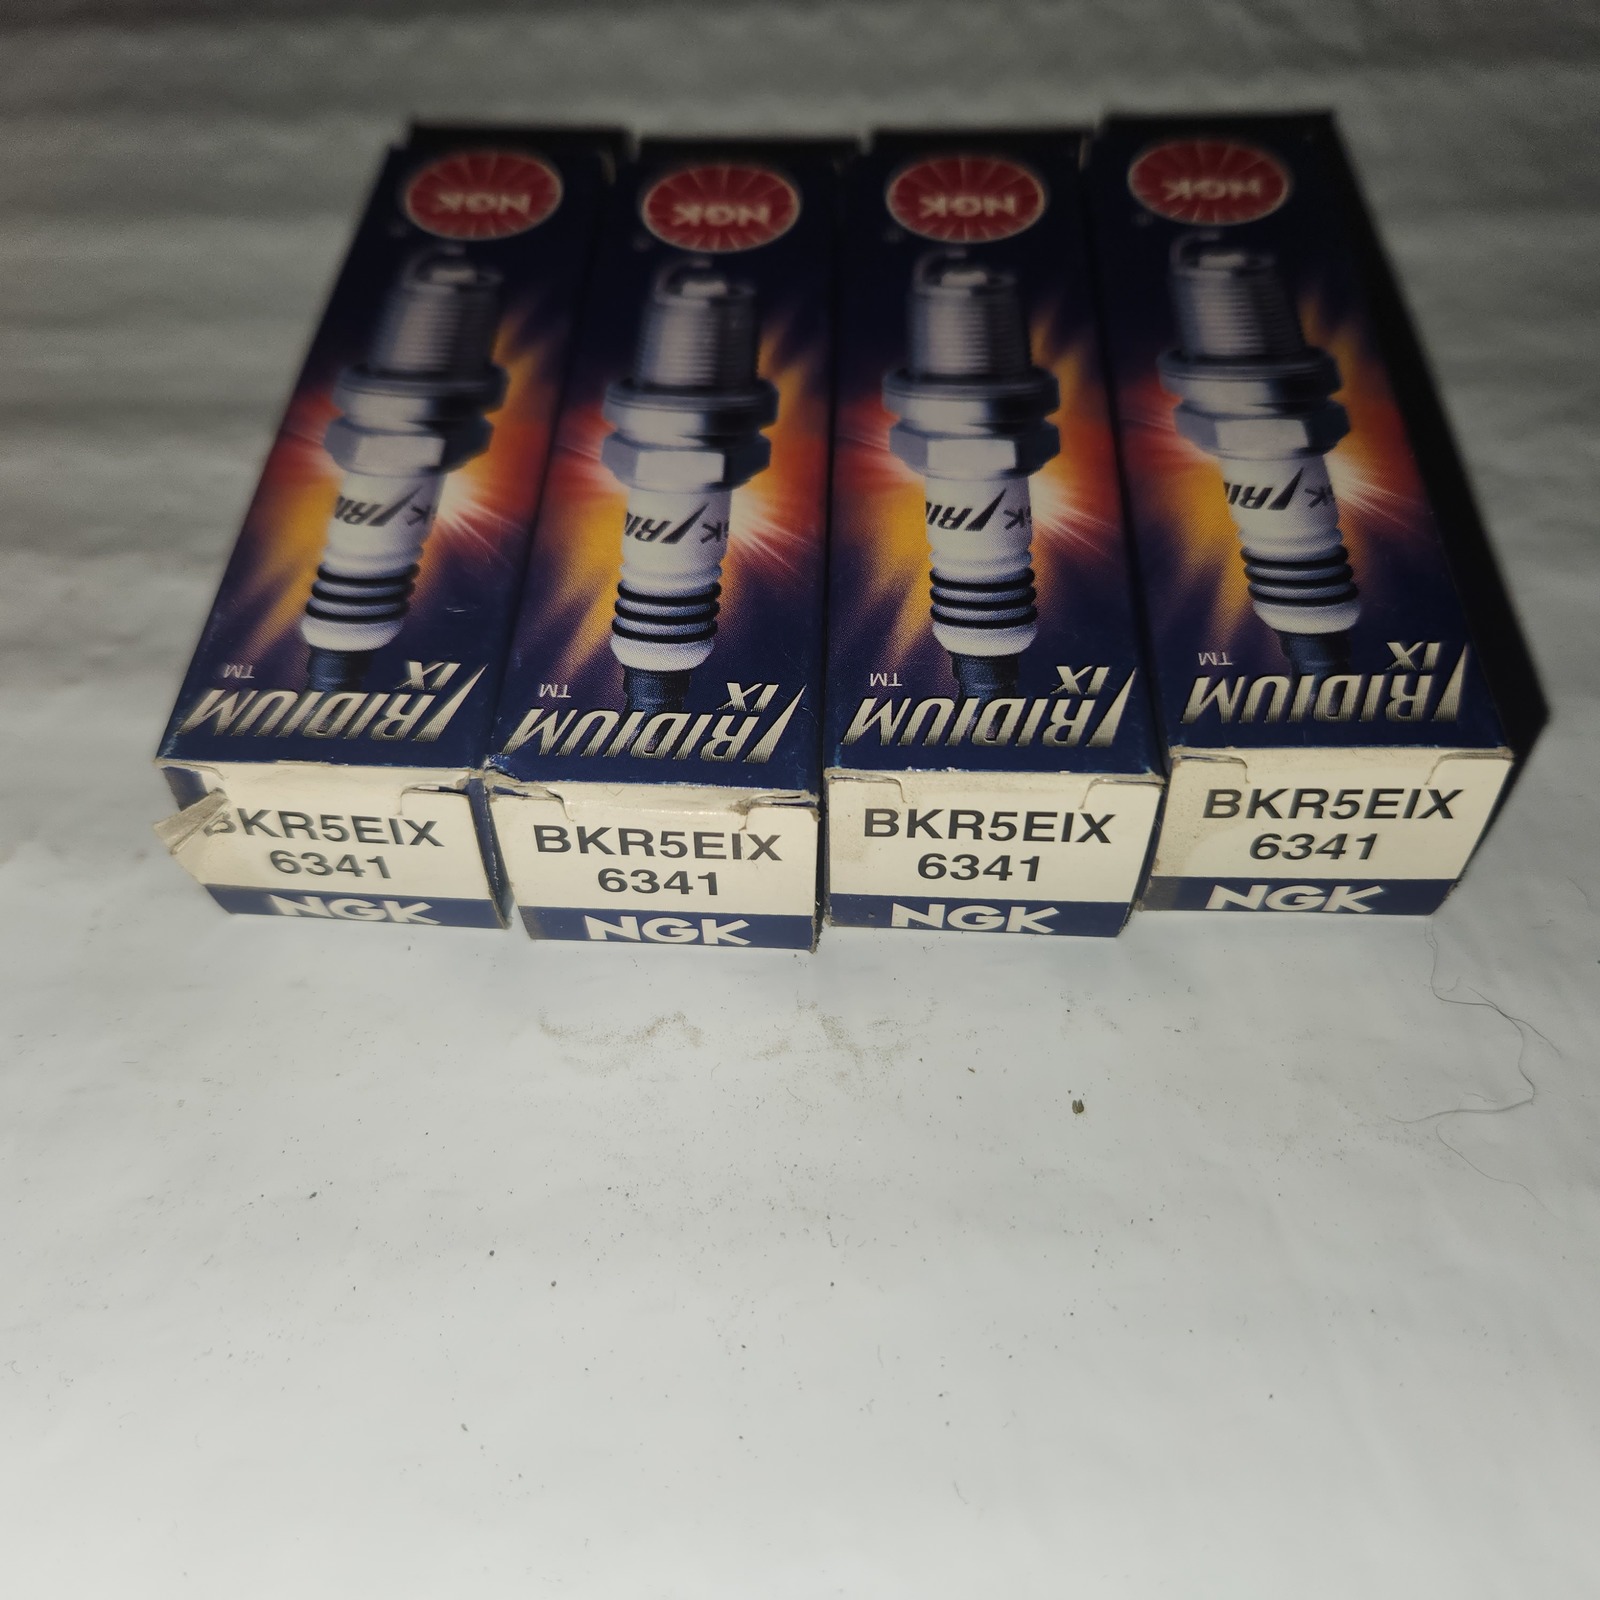 NGK
IRIDIUM
IX
TM
BKR5EIX
6341
NGK
NGK
IRIDIUM
IX
TM
BKR5EIX
6341
NGK
NGK
IRIDIUM
IX
TM
BKR5EIX
6341
NGK
NGK
IRIDIUM
IX
TM
BKR5EIX
6341
NGK